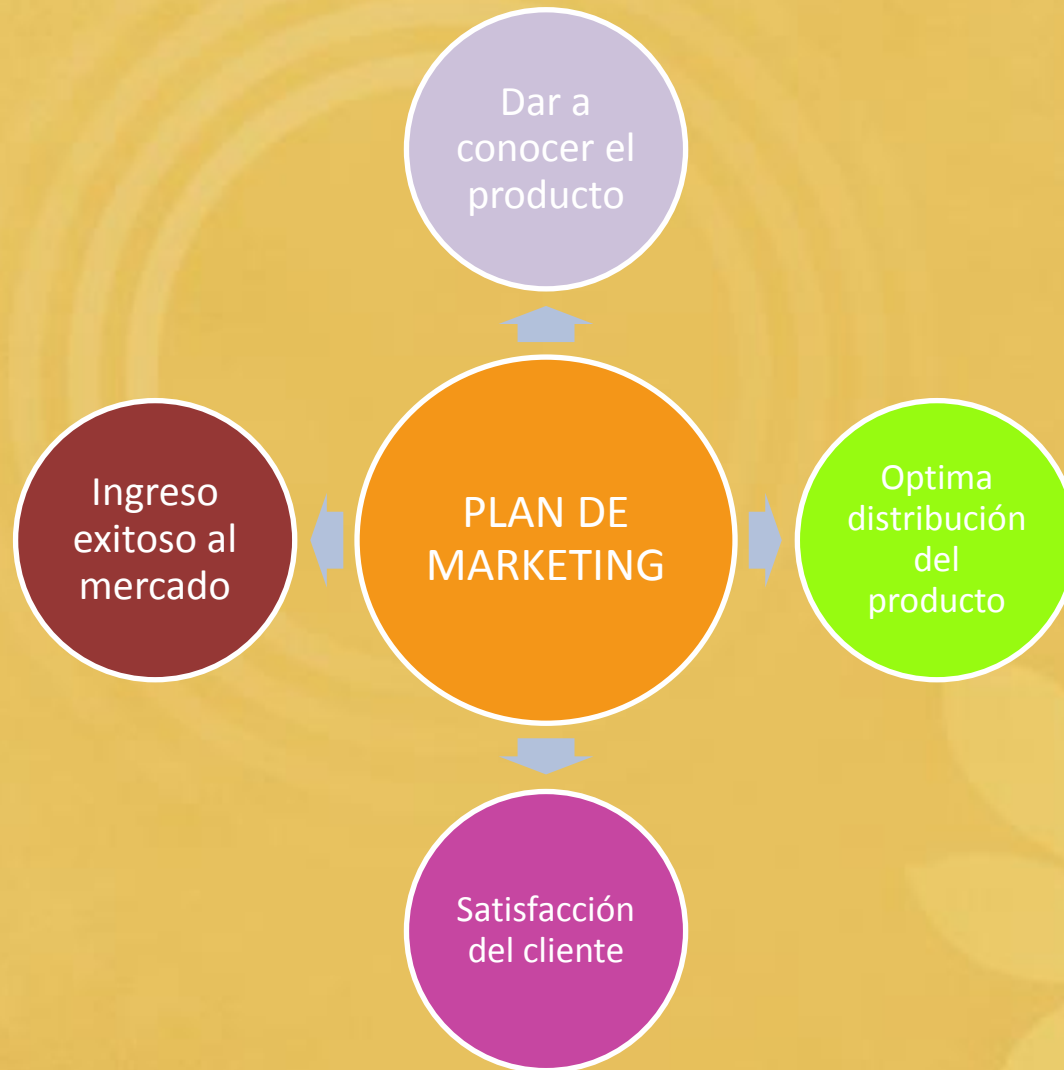 Dar a
conocer el
producto
Ingreso
exitoso al
mercado
PLAN DE
MARKETING
Optima
distribución
del
producto
Satisfacción
del cliente